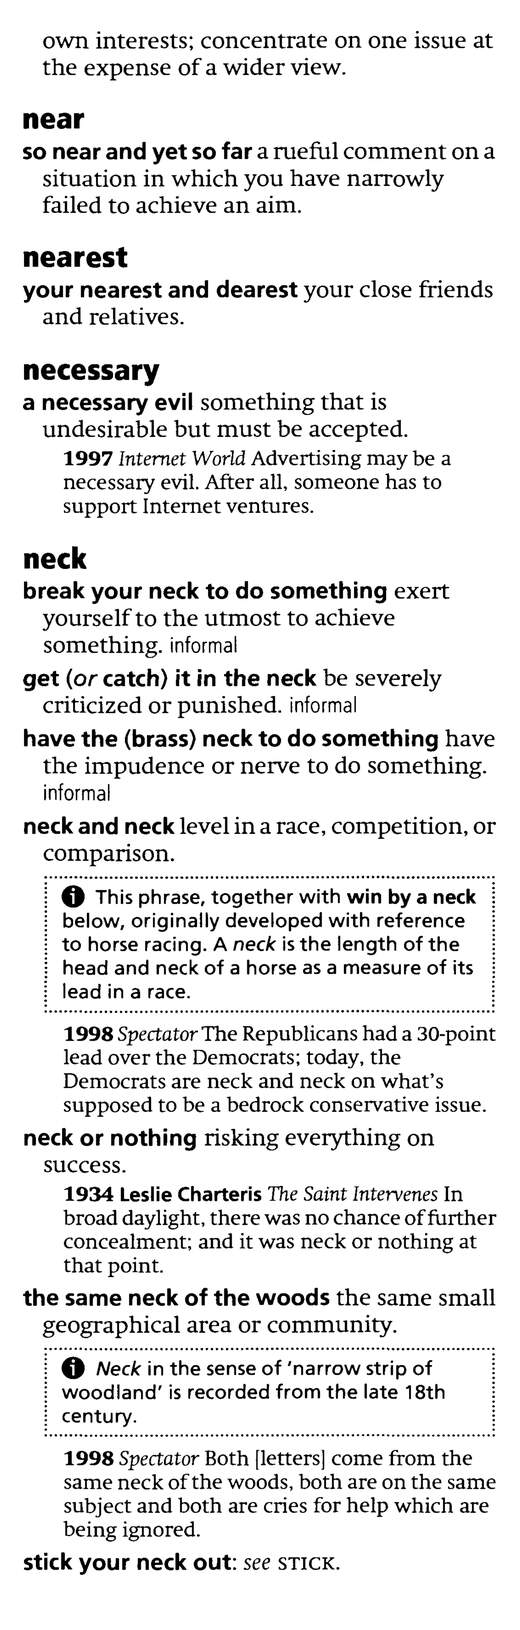 own interests; concentrate on one issue at
the expense of a wider view.
near
so near and yet so far a rueful comment on a
situation in which you have narrowly
failed to achieve an aim.
nearest
your nearest and dearest your close friends
and relatives.
necessary
a necessary evil something that is
undesirable but must be accepted.
1997 Internet World Advertising may be a
necessary evil. After all, someone has to
support Internet ventures.
neck
break your neck to do something exert
yourself to the utmost to achieve
something. informal
get (or catch) it in the neck be severely
criticized or punished. informal
have the (brass) neck to do something have
the impudence or nerve to do something.
informal
neck and neck level in a race, competition, or
comparison.
This phrase, together with win by a neck
below, originally developed with reference
to horse racing. A neck is the length of the
head and neck of a horse as a measure of its
lead in a race.
1998 Spectator The Republicans had a 30-point
lead over the Democrats; today, the
Democrats are neck and neck on what's
supposed to be a bedrock conservative issue.
neck or nothing risking everything on
success.
1934 Leslie Charteris The Saint Intervenes In
broad daylight, there was no chance of further
concealment; and it was neck or nothing at
that point.
the same neck of the woods the same small
geographical area or community.
Neck in the sense of 'narrow strip of
woodland' is recorded from the late 18th
century.
1998 Spectator Both [letters] come from the
same neck of the woods, both are on the same
subject and both are cries for help which are
being ignored.
stick your neck out: see STICK.